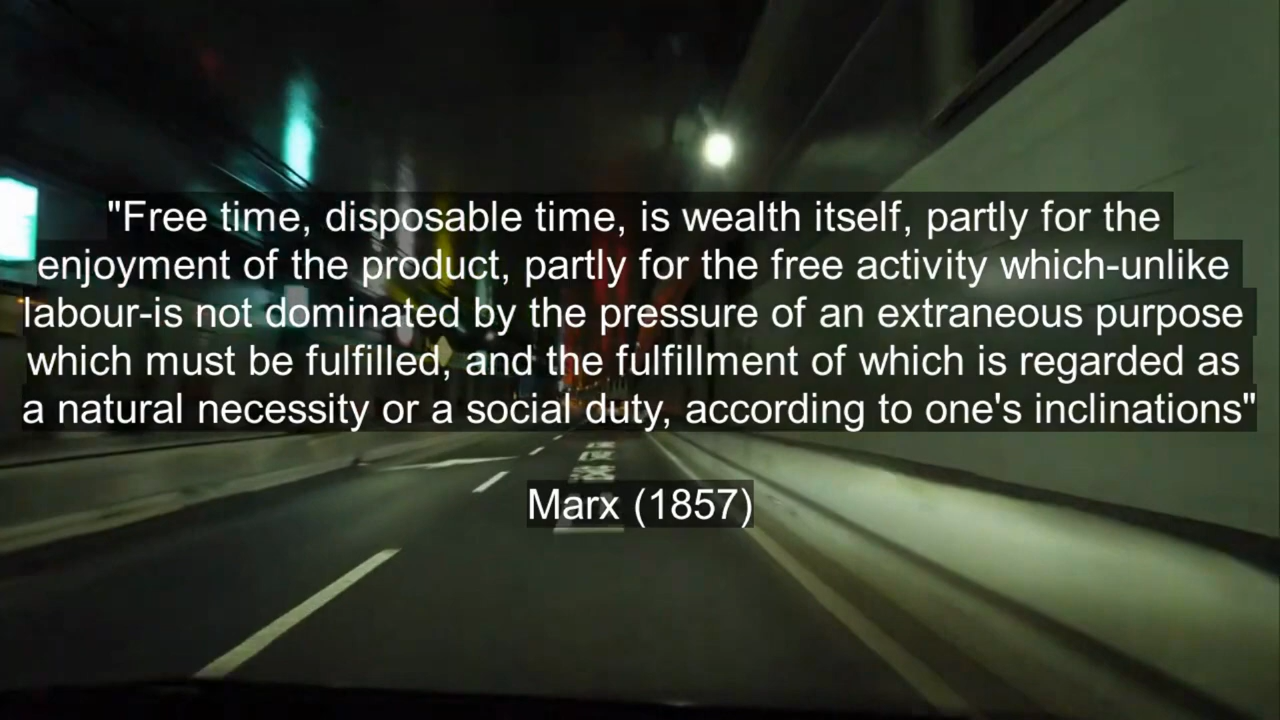 "Free time, disposable time, is wealth itself, partly for the
enjoyment of the product, partly for the free activity which-unlike
labour-is not dominated by the pressure of an extraneous purpose
which must be fulfilled, and the fulfillment of which is regarded as
a natural necessity or a social duty, according to one's inclinations"
落
Marx (1857)